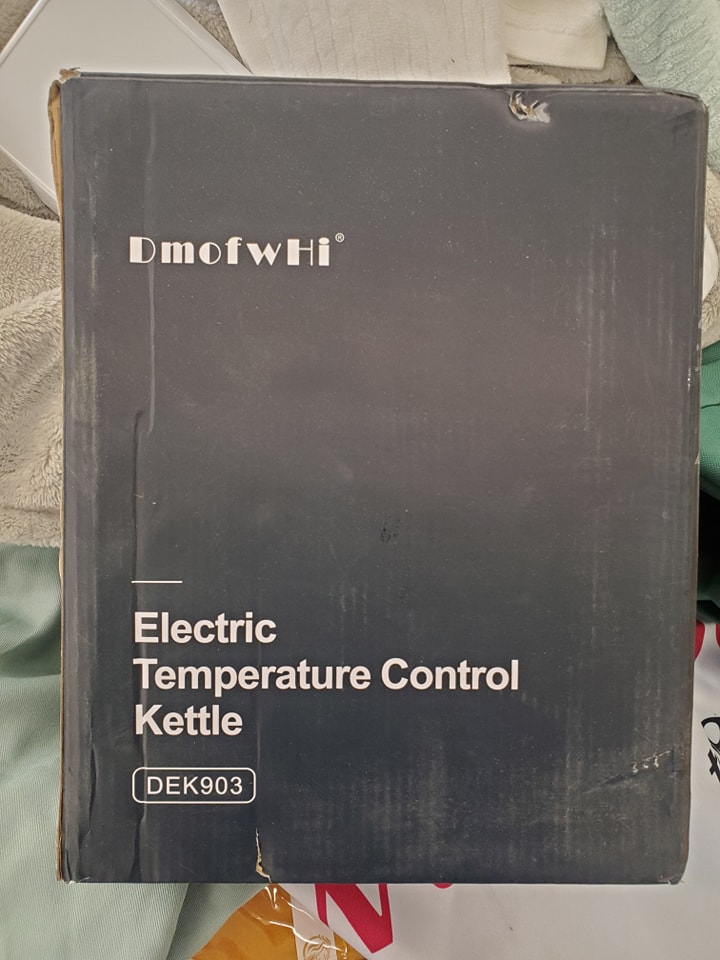 DmofwHi®
Electric
Temperature Control
Kettle
DEK903